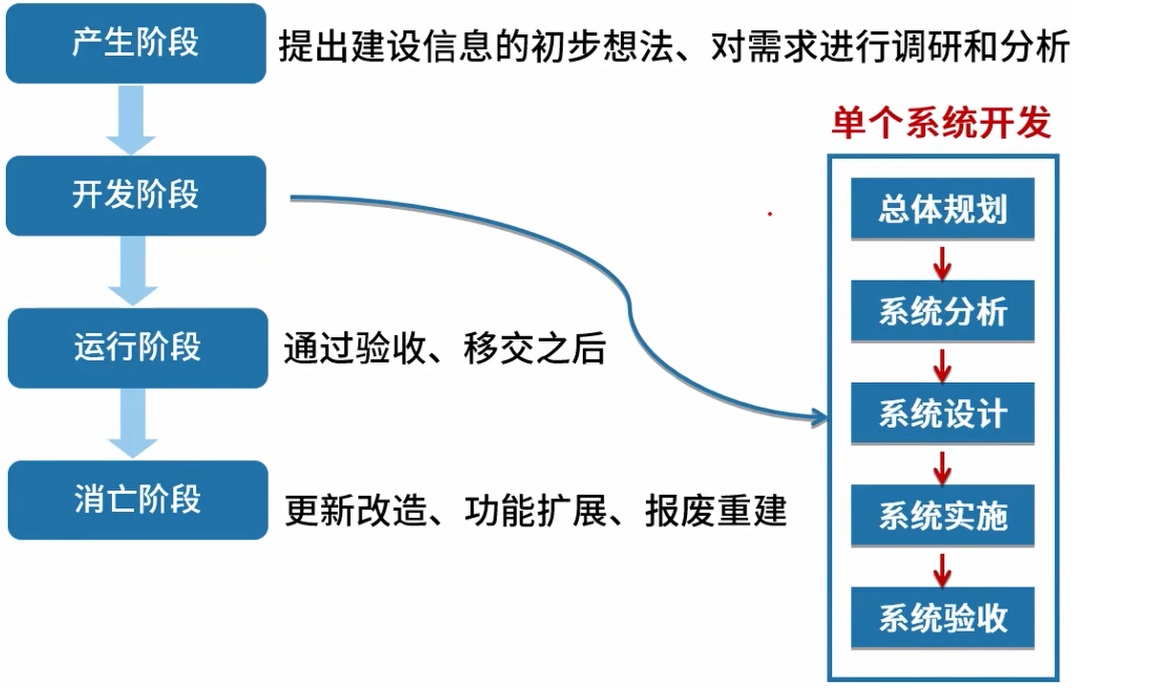 产生阶段
提出建设信息的初步想法、对需求进行调研和分析
开发阶段
运行阶段
通过验收、移交之后
消亡阶段
更新改造、功能扩展、报废重建
单个系统开发
总体规划
系统分析
系统设计
系统实施
系统验收